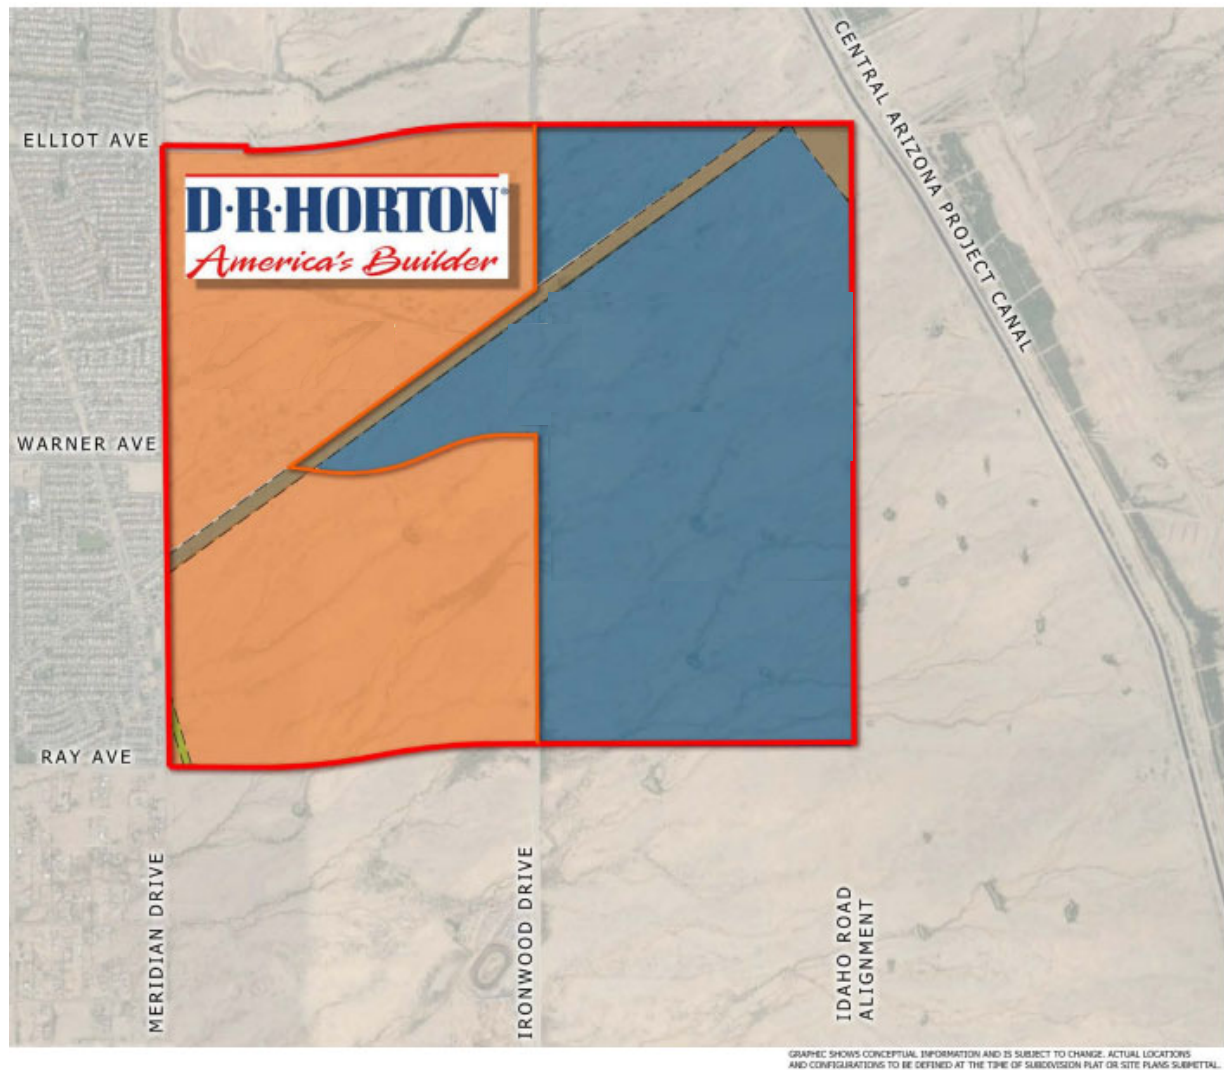 CENTRAL ARIZONA PROJECT CANAL
ELLIOT AVE
D·R·HORTON®
America's Builder
WARNER AVE
RAY AVE
MERIDIAN DRIVE
IRONWOOD DRIVE
IDAHO ROAD
ALIGNMENT
GRAPHIC SHOWS CONCEPTUAL INFORMATION AND IS SUBJECT TO CHANGE. ACTUAL LOCATIONS
AND CONFIGURATIONS TO BE DEFINED AT THE TIME OF SUBDIVISION PLAT OR SITE PLANS SUBMITTAL.